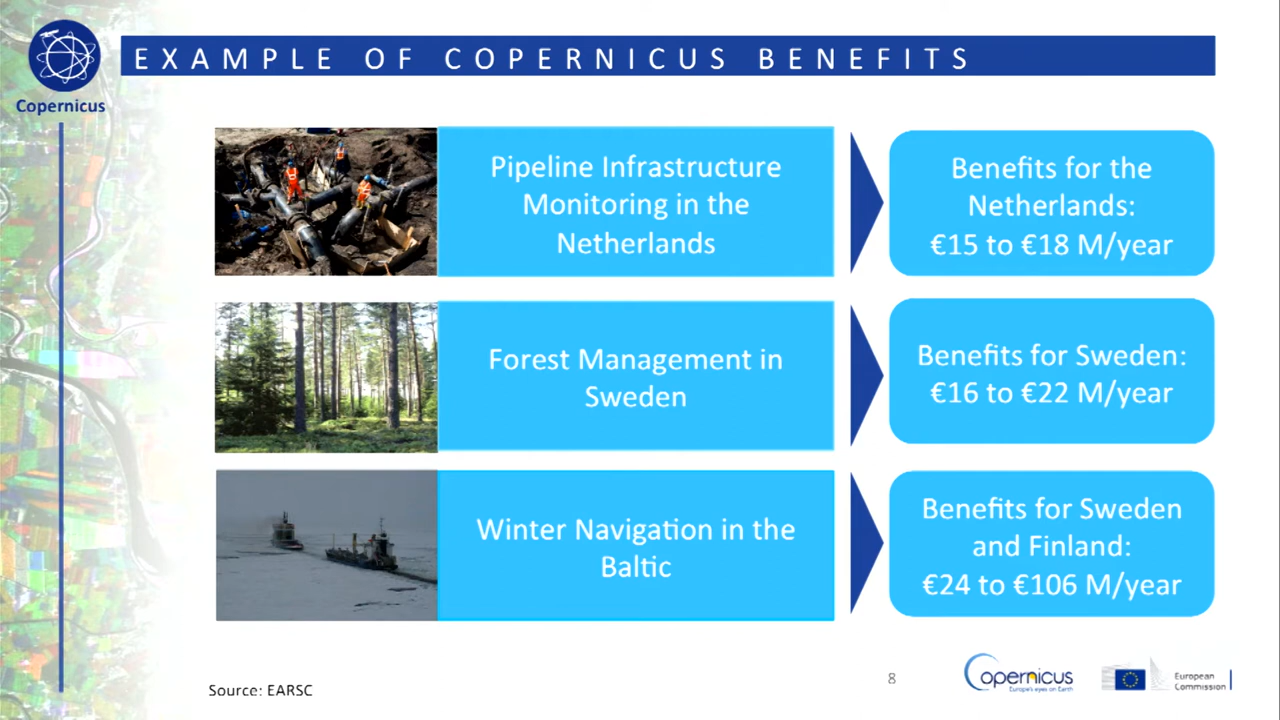 Copernicus
EXAMPLE OF COPERNICUS BENEFITS
Pipeline Infrastructure
Monitoring in the
Netherlands
Benefits for the
Netherlands:
€15 to €18 M/year
Forest Management in
Sweden
Benefits for Sweden:
€16 to €22 M/year
Winter Navigation in the
Baltic
Benefits for Sweden
and Finland:
€24 to €106 M/year
Source: EARSC
8
Copernicus
Europe's eyes on Earth
European
Commission